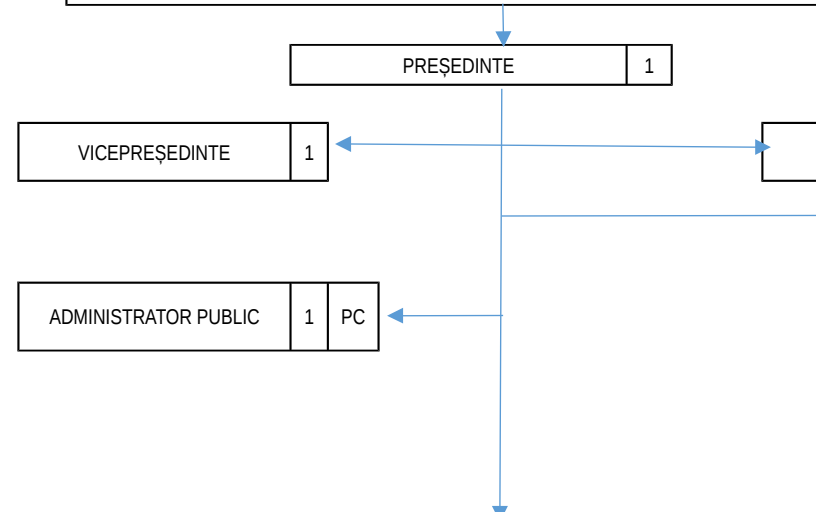 PREȘEDINTE 1
VICEPREȘEDINTE 1
ADMINISTRATOR PUBLIC 1 PC